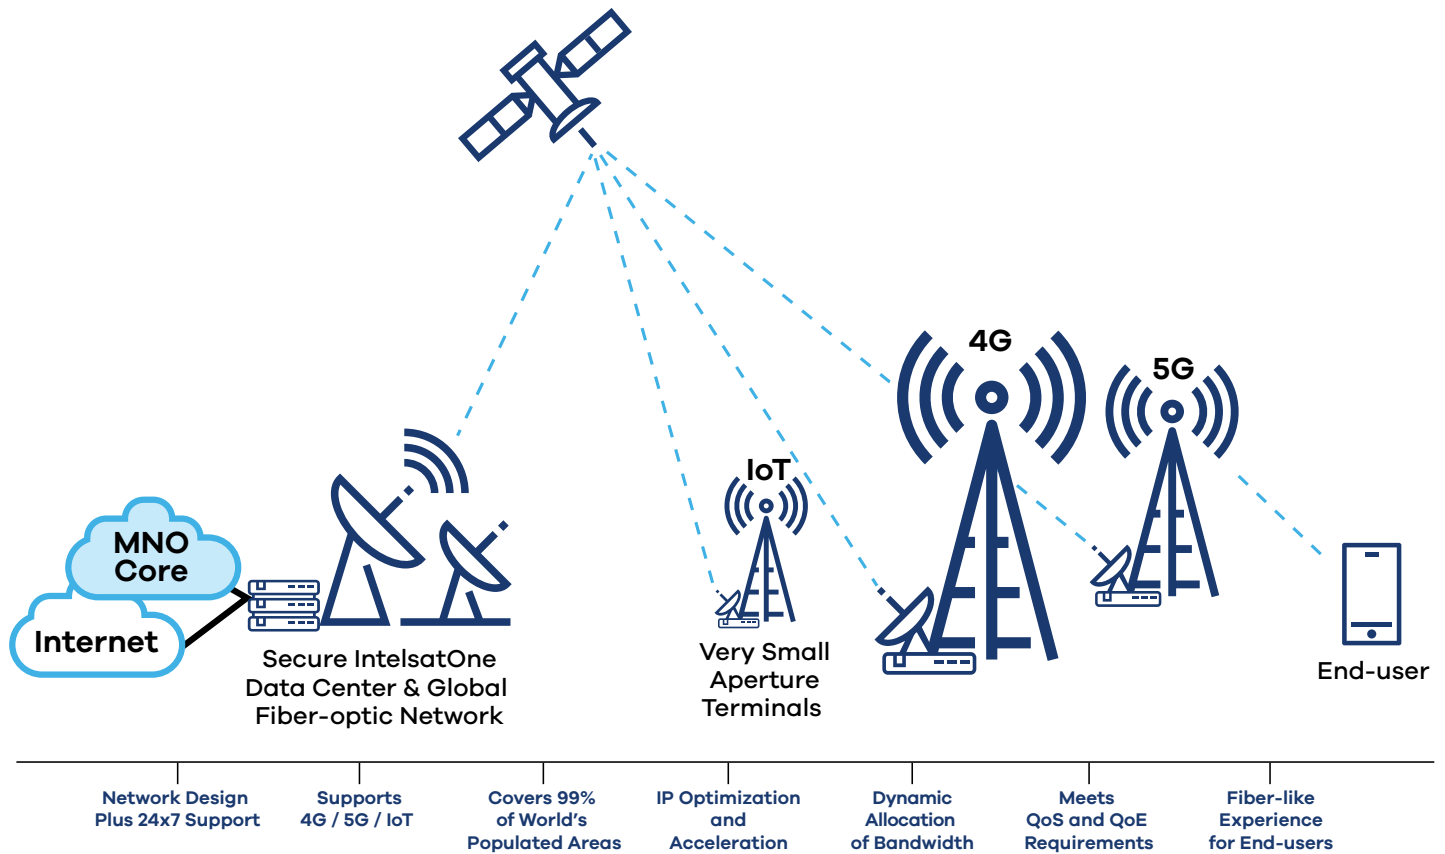 4G
5G
IoT
MNO
Core
Internet
Secure IntelsatOne
Data Center & Global
Fiber-optic Network
Very Small
Aperture
Terminals
End-user
Network Design
Plus 24x7 Support
Supports
4G / 5G / IoT
Covers 99%
of World's
Populated Areas
IP Optimization
and
Acceleration
Dynamic
Allocation
of Bandwidth
Meets
QoS and QoE
Requirements
Fiber-like
Experience
for End-users